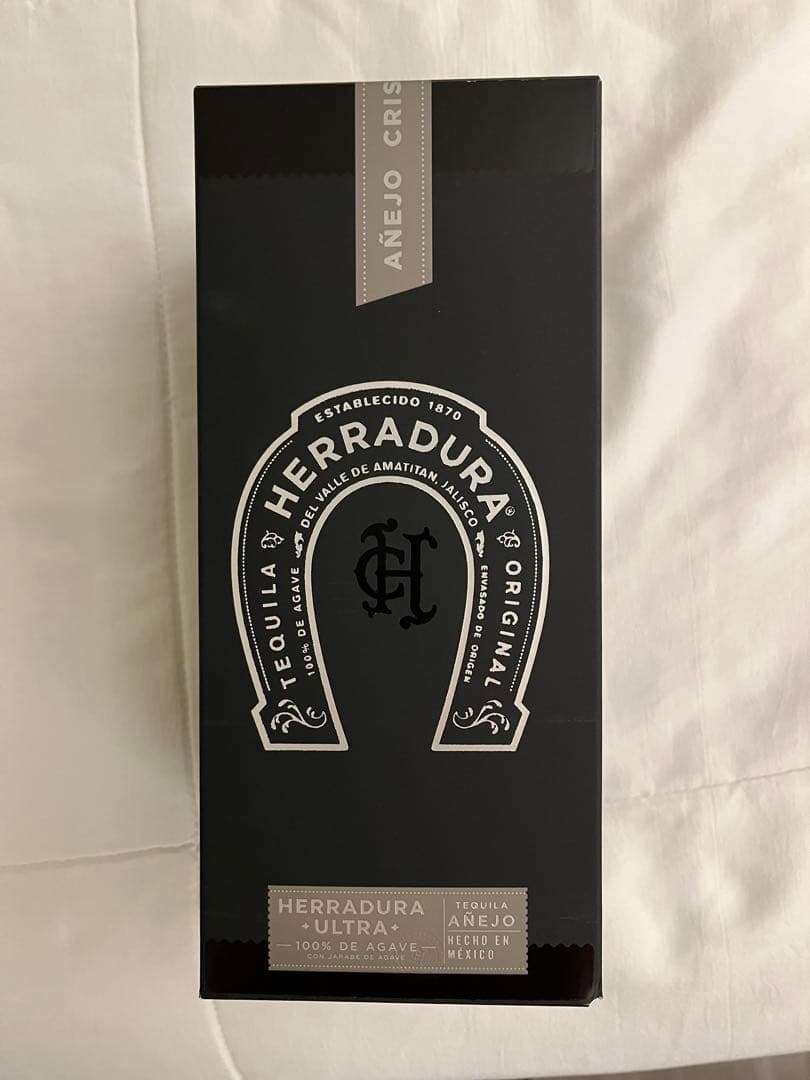 AÑEJO CRIS
ESTABLECIDO 1870
TEQUILA HERRADURA® ORIGINAL
100% DE AGAVE DEL VALLE DE AMATITAN, JALISCO ENVASADO DE ORIGEN
CH
HERRADURA
+ULTRA+
100% DE AGAVE
CON JARABE DE AGAVE
TEQUILA
AÑEJO
HECHO EN
MÉXICO